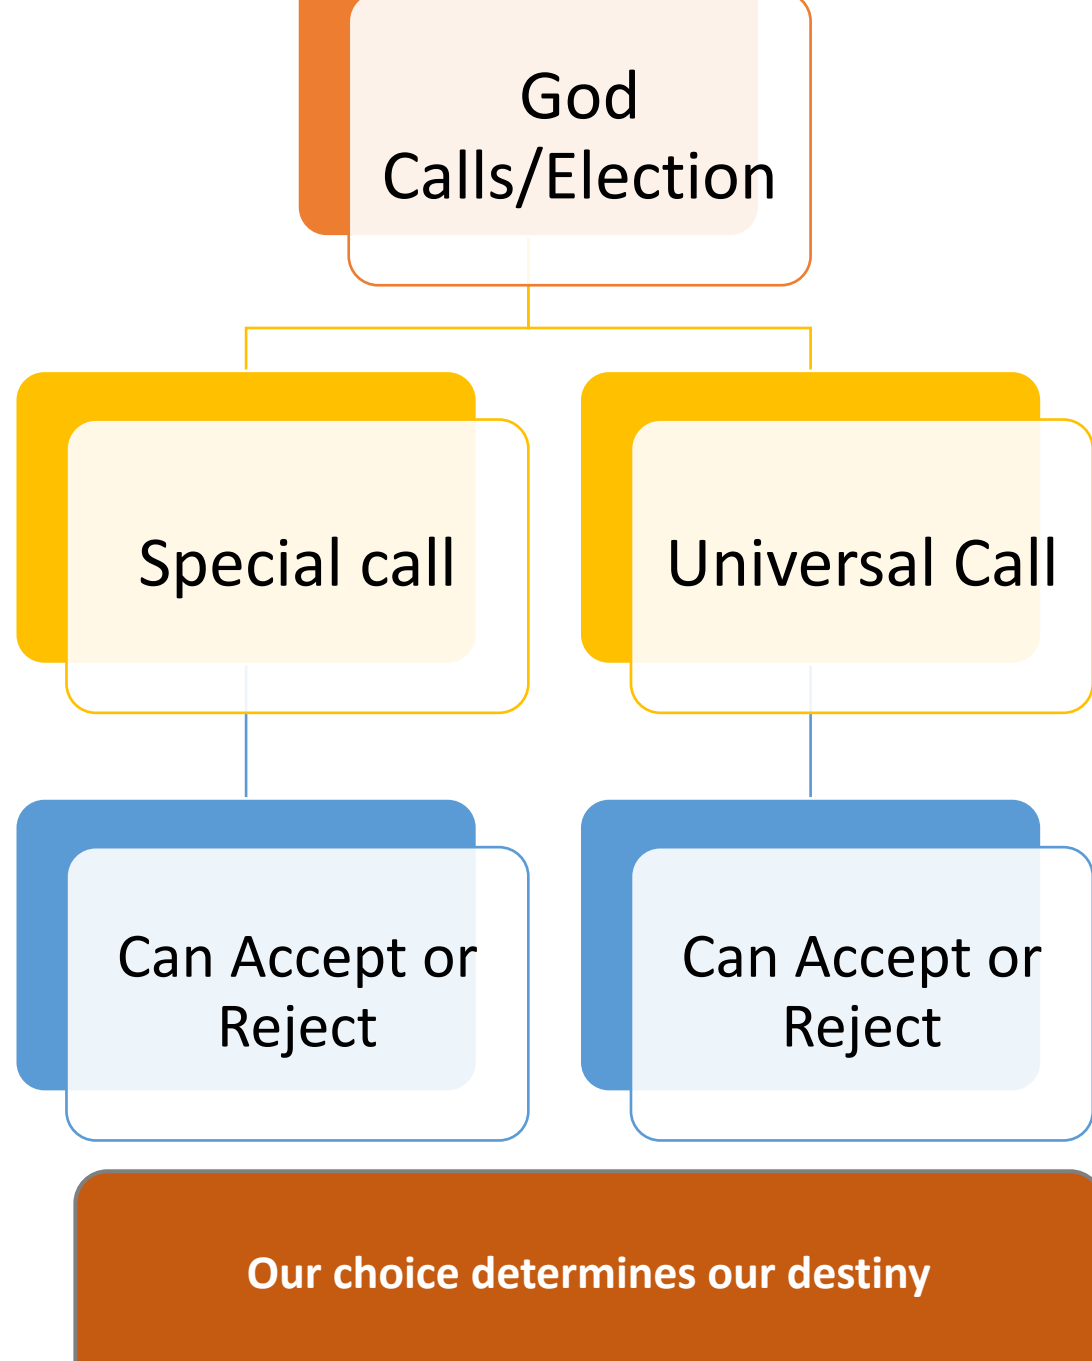 God
Calls/Election
Special call
Universal Call
Can Accept or
Reject
Can Accept or
Reject
Our choice determines our destiny